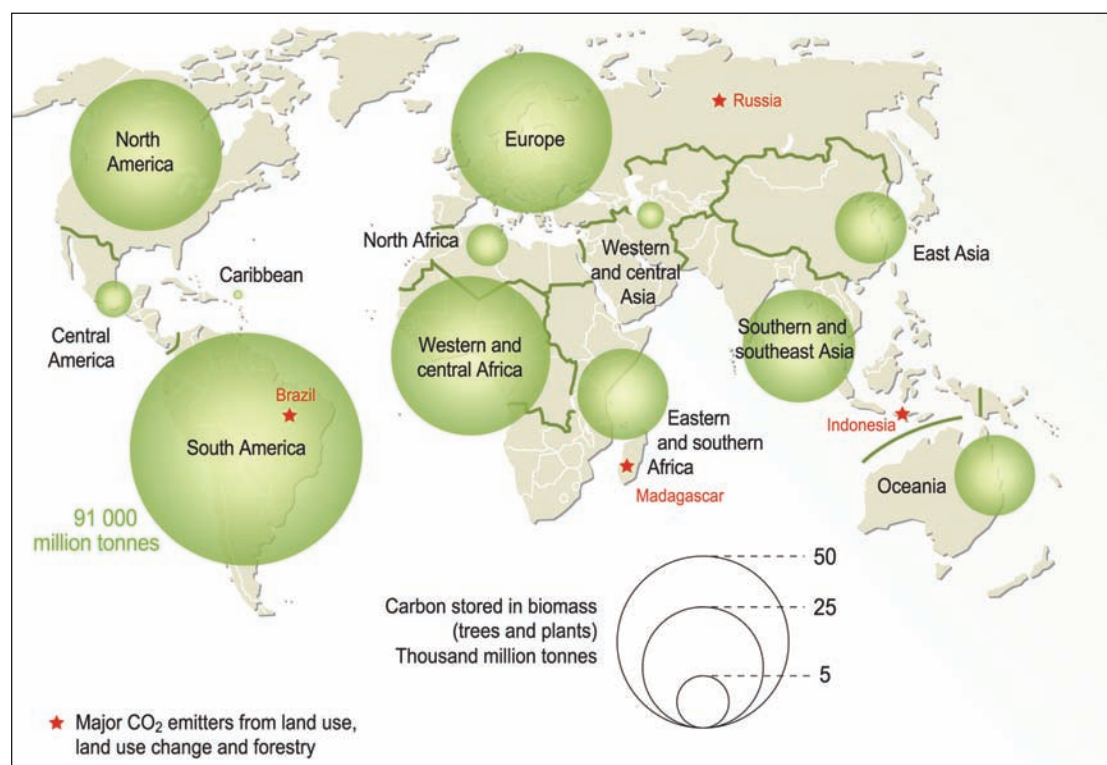 North
America
Europe
Russia
North Africa
Western
and central
Asia
East Asia
Caribbean
Central
America
Western and
central Africa
Southern and
southeast Asia
Brazil
South America
Eastern
and southern
Africa
Indonesia
Madagascar
Oceania
91 000
million tonnes
50
25
5
Carbon stored in biomass
(trees and plants)
Thousand million tonnes
★ Major CO₂ emitters from land use,
land use change and forestry